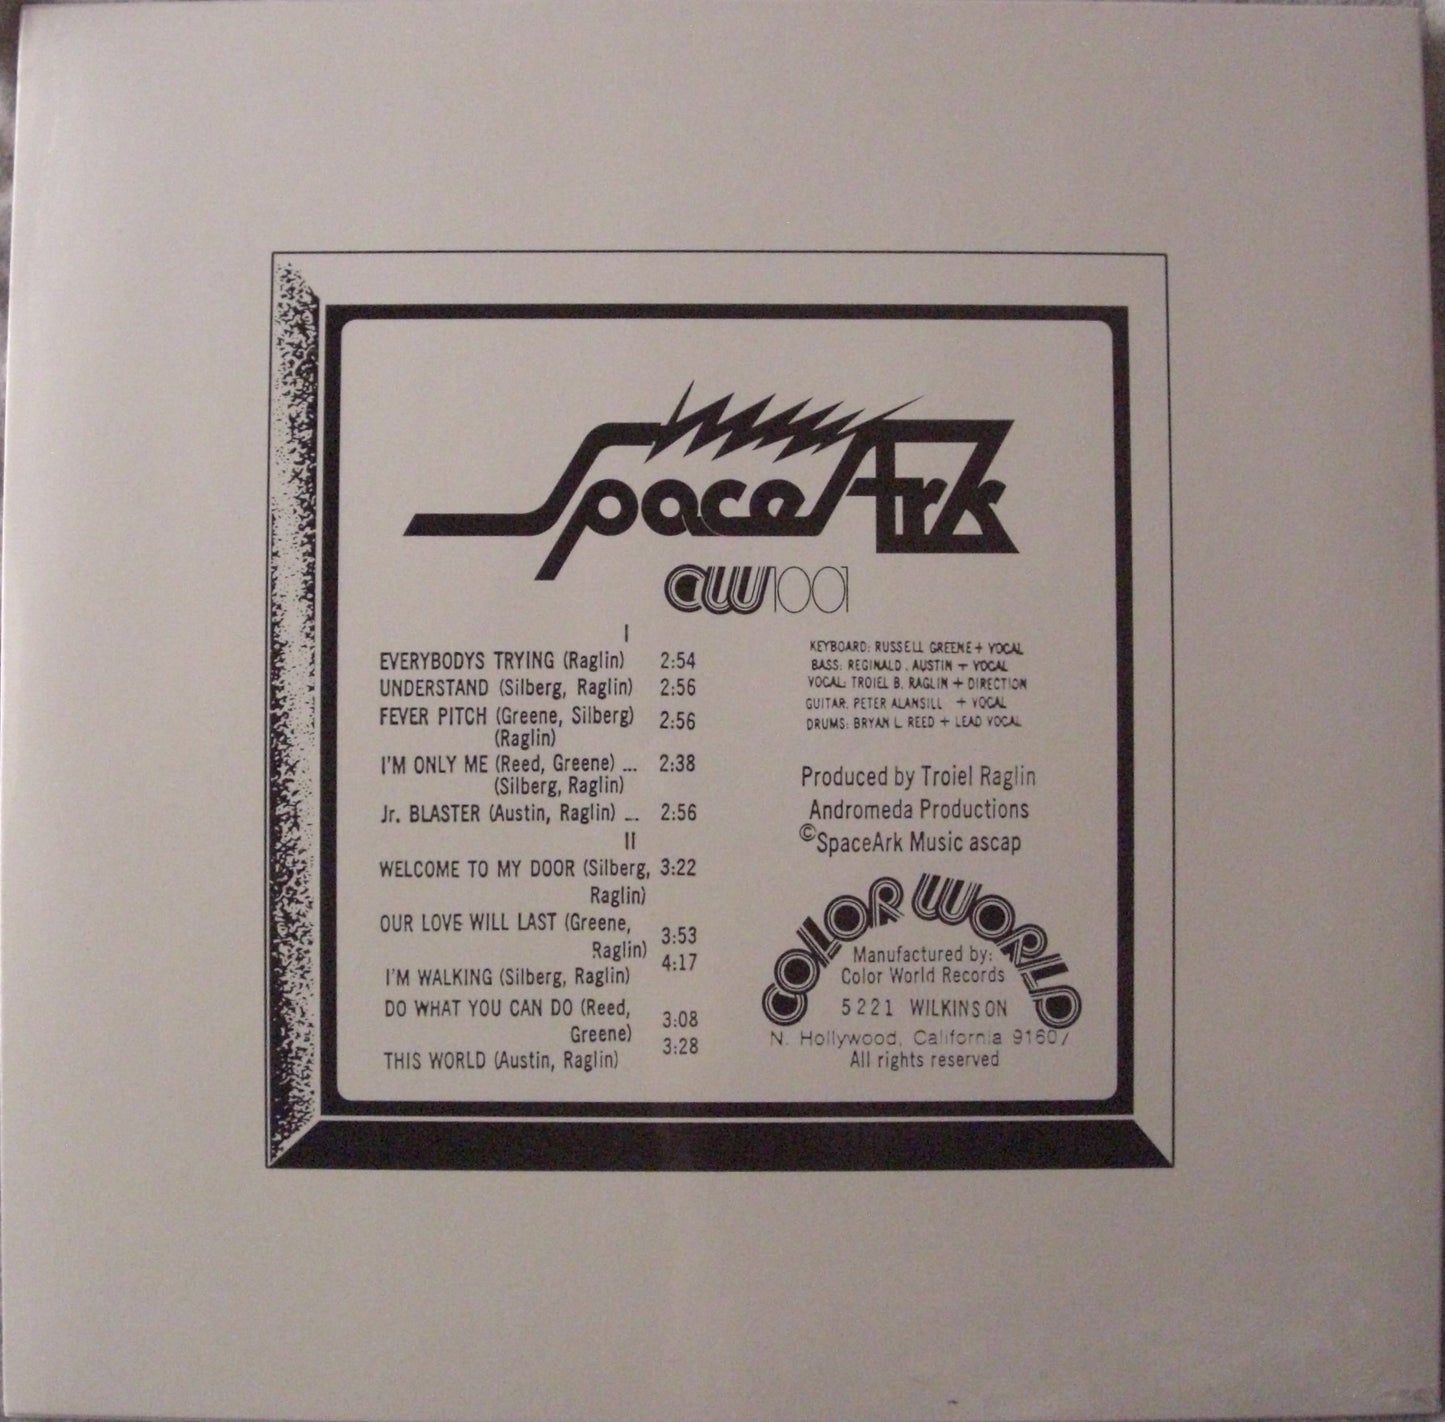 SpaceArk
CW1001
I
EVERYBODYS TRYING (Raglin) 2:54
UNDERSTAND (Silberg, Raglin) 2:56
FEVER PITCH (Greene, Silberg) 2:56
(Raglin)
I'M ONLY ME (Reed, Greene) ... 2:38
(Silberg, Raglin)
Jr. BLASTER (Austin, Raglin) ... 2:56
II
WELCOME TO MY DOOR (Silberg, 3:22
Raglin)
OUR LOVE WILL LAST (Greene,
Raglin) 3:53
I'M WALKING (Silberg, Raglin) 4:17
DO WHAT YOU CAN DO (Reed,
Greene) 3:08
THIS WORLD (Austin, Raglin) 3:28
KEYBOARD: RUSSELL GREENE + VOCAL
BASS: REGINALD . AUSTIN + VOCAL
VOCAL: TROIEL B. RAGLIN + DIRECTION
GUITAR: PETER ALANSILL + VOCAL
DRUMS: BRYAN L. REED + LEAD VOCAL
Produced by Troiel Raglin
Andromeda Productions
©SpaceArk Music ascap
COLOR WORLD
Manufactured by:
Color World Records
5221 WILKINSON
N. Hollywood, California 91607
All rights reserved